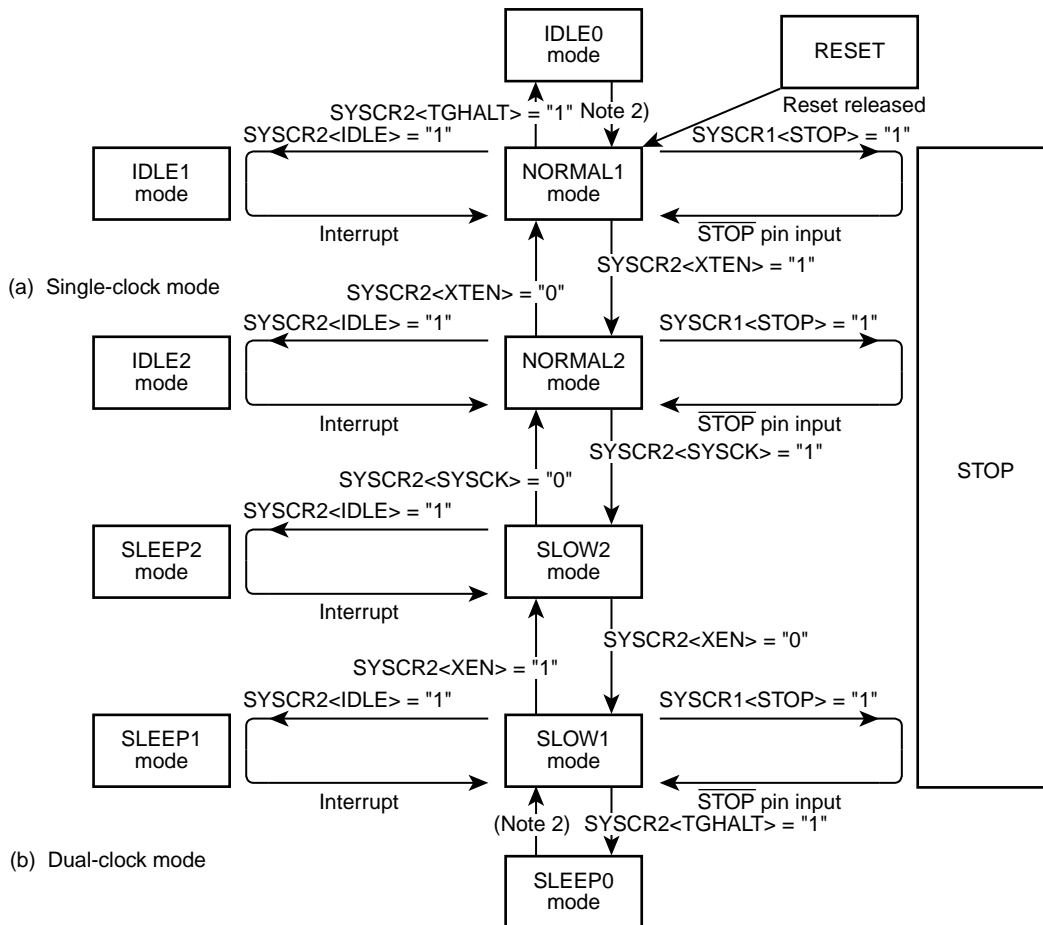 IDLE0
mode
RESET
SYSCR2<TGHALT> = "1"
Note 2)
Reset released
SYSCR2<IDLE> = "1"
SYSCR1<STOP> = "1"
IDLE1
mode
NORMAL1
mode
Interrupt
STOP pin input
SYSCR2<XTEN> = "1"
(a) Single-clock mode
SYSCR2<XTEN> = "0"
SYSCR2<IDLE> = "1"
SYSCR1<STOP> = "1"
IDLE2
mode
NORMAL2
mode
Interrupt
STOP pin input
SYSCR2<SYSCK> = "1"
STOP
SYSCR2<SYSCK> = "0"
SYSCR2<IDLE> = "1"
SLEEP2
mode
SLOW2
mode
Interrupt
SYSCR2<XEN> = "0"
SYSCR2<XEN> = "1"
SYSCR2<IDLE> = "1"
SYSCR1<STOP> = "1"
SLEEP1
mode
SLOW1
mode
Interrupt
STOP pin input
(Note 2)
SYSCR2<TGHALT> = "1"
(b) Dual-clock mode
SLEEP0
mode